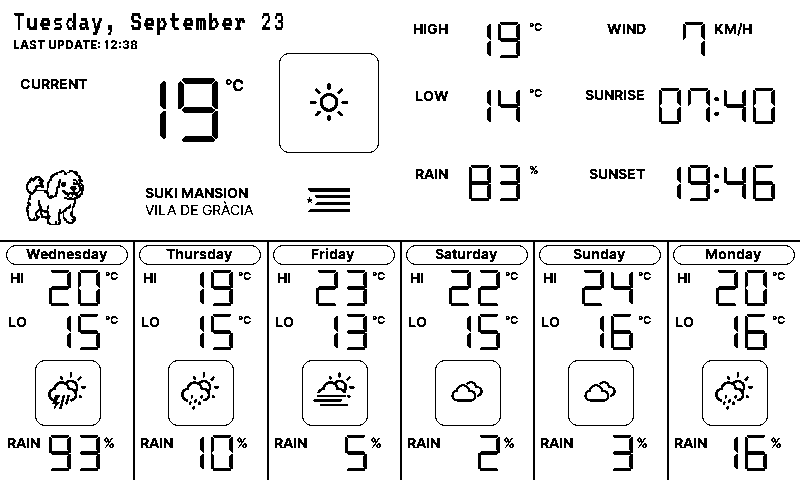 Tuesday, September 23
LAST UPDATE: 12:38
CURRENT 19 °C
HIGH 19 °C
LOW 14 °C
RAIN 83 %
WIND 7 KM/H
SUNRISE 07:40
SUNSET 19:46
SUKI MANSION
VILA DE GRÀCIA
Wednesday
HI 20 °C
LO 15 °C
RAIN 93 %
Thursday
HI 19 °C
LO 15 °C
RAIN 10 %
Friday
HI 23 °C
LO 13 °C
RAIN 5 %
Saturday
HI 22 °C
LO 15 °C
RAIN 2 %
Sunday
HI 24 °C
LO 16 °C
RAIN 3 %
Monday
HI 20 °C
LO 16 °C
RAIN 16 %